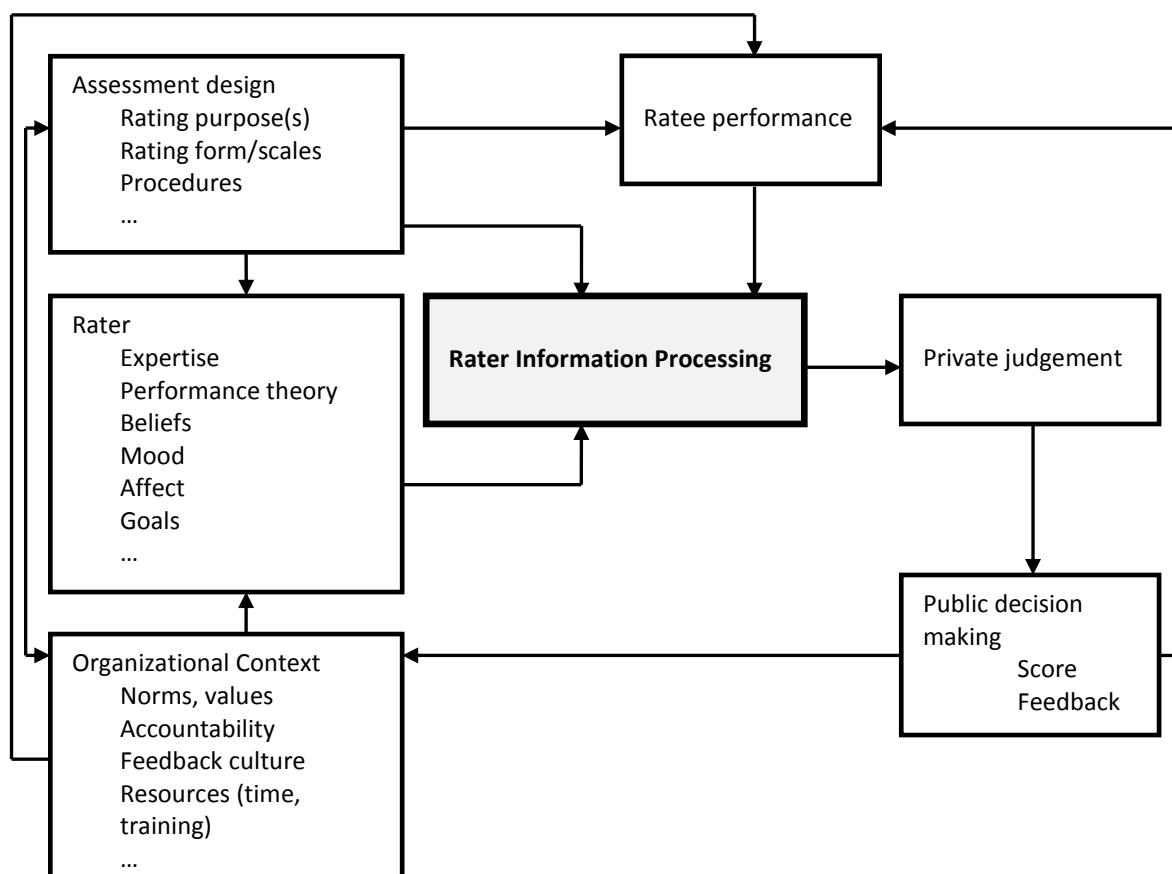 Assessment design
Rating purpose(s)
Rating form/scales
Procedures
...
Ratee performance
Rater
Expertise
Performance theory
Beliefs
Mood
Affect
Goals
...
Rater Information Processing
Private judgement
Organizational Context
Norms, values
Accountability
Feedback culture
Resources (time,
training)
...
Public decision
making
Score
Feedback